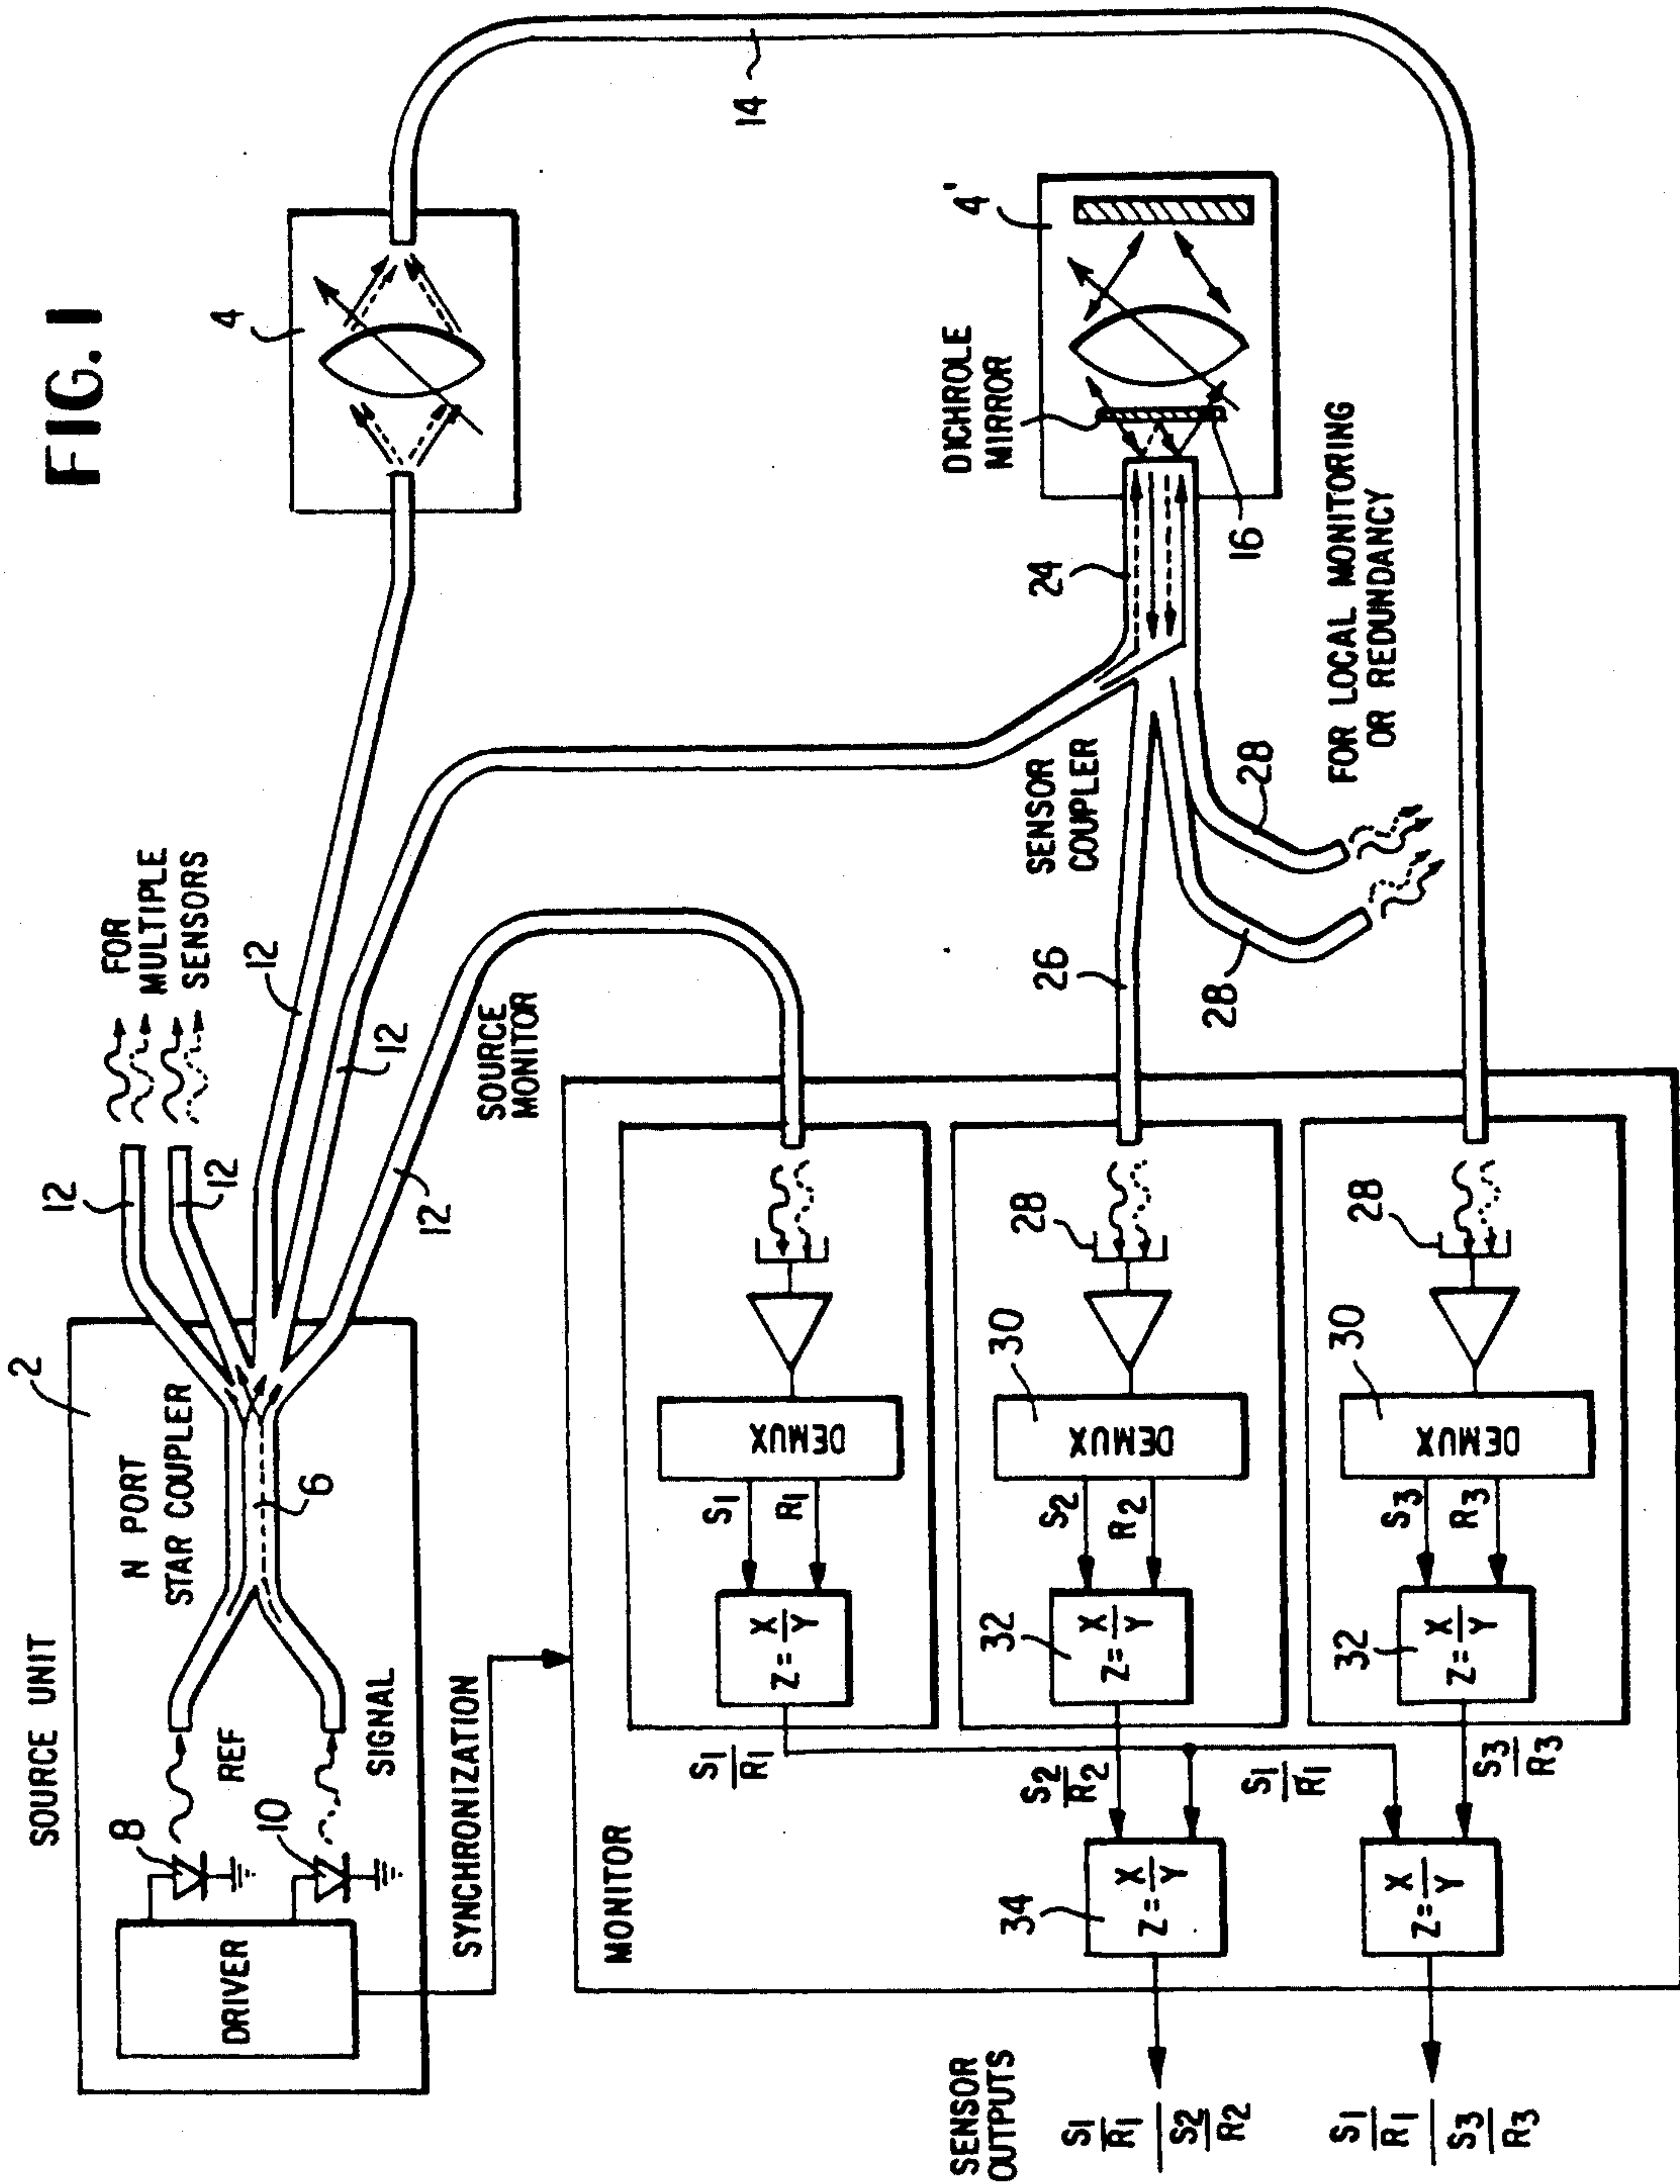 FIG. 1
SOURCE UNIT
2
N PORT
STAR COUPLER
6
8
REF
10
SIGNAL
DRIVER
SYNCHRONIZATION
12
12
FOR
MULTIPLE
SENSORS
12
12
12
SOURCE
MONITOR
4
14
DICHROLE
MIRROR
4'
16
24
SENSOR
COUPLER
26
28
28
FOR LOCAL MONITORING
OR REDUNDANCY
MONITOR
DEMUX
S1
R1
Z = X/Y
S1/R1
28
30
DEMUX
S2
R2
32
Z = X/Y
S2/R2
S1/R1
28
30
DEMUX
S3
R3
32
Z = X/Y
S3/R3
34
Z = X/Y
Z = X/Y
SENSOR
OUTPUTS
S1/R1 / S2/R2
S1/R1 / S3/R3